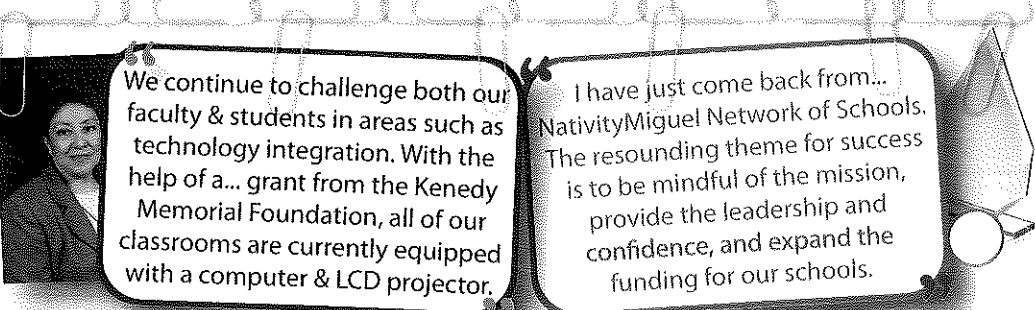 We continue to challenge both our
faculty & students in areas such as
technology integration. With the
help of a... grant from the Kenedy
Memorial Foundation, all of our
classrooms are currently equipped
with a computer & LCD projector.
I have just come back from...
NativityMiguel Network of Schools.
The resounding theme for success
is to be mindful of the mission,
provide the leadership and
confidence, and expand the
funding for our schools.